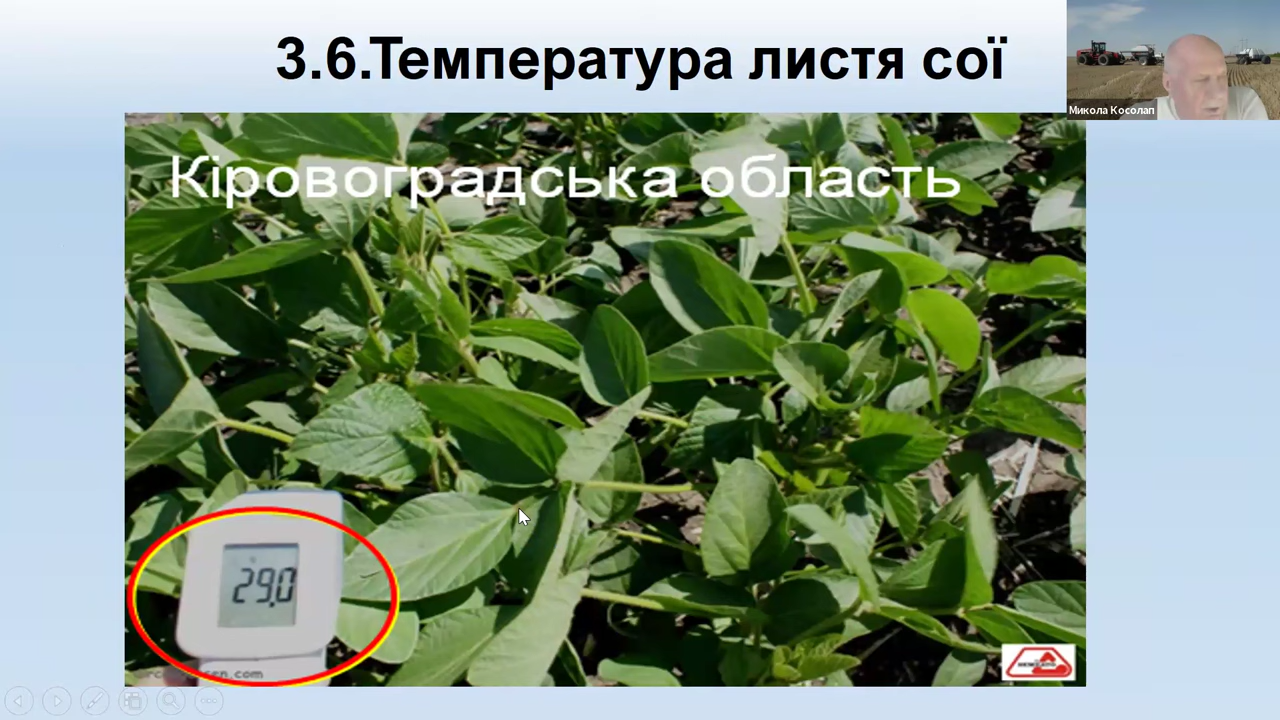 3.6.Температура листя сої
Микола Косолап
Кіровоградська область
29.0